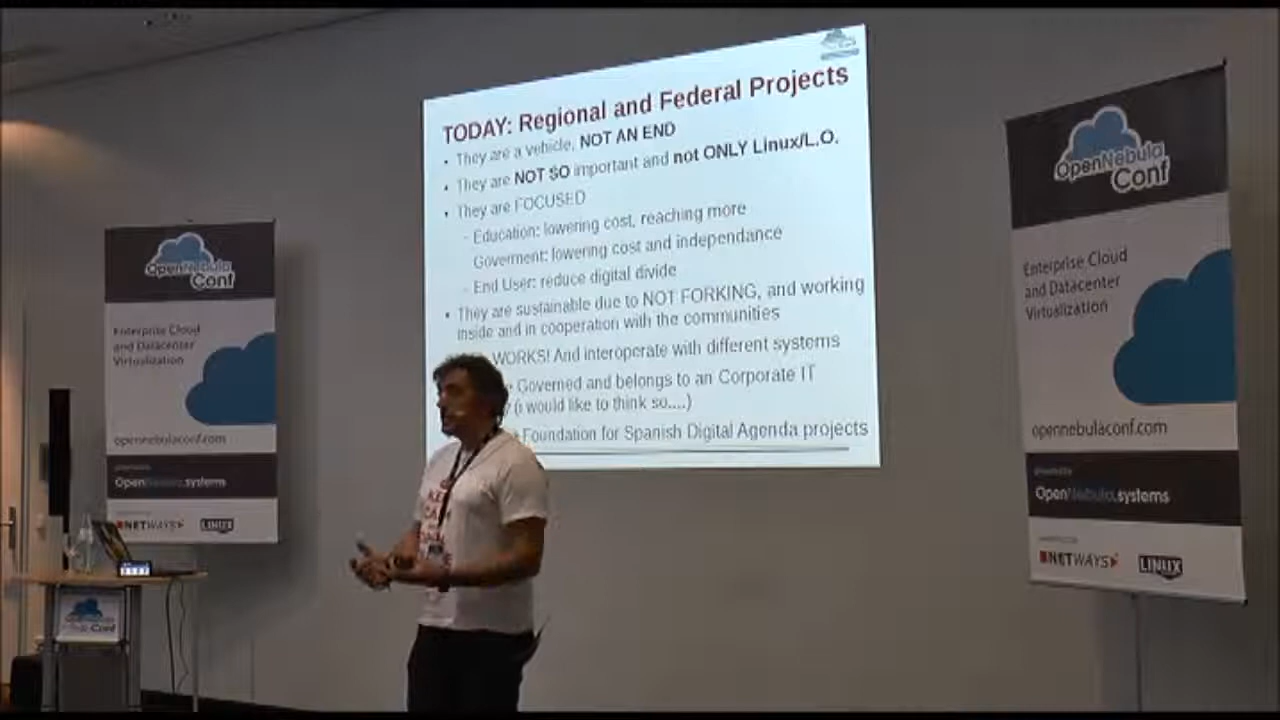 TODAY: Regional and Federal Projects
• They are a vehicle, NOT AN END
• They are NOT SO important and not ONLY Linux/L.O.
• They are FOCUSED
– Education: lowering cost, reaching more
Goverment: lowering cost and independance
– End User: reduce digital divide
• They are sustainable due to NOT FORKING, and working
inside and in cooperation with the communities
WORKS! And interoperate with different systems
Governed and belongs to an Corporate IT
(i would like to think so....)
Foundation for Spanish Digital Agenda projects
OpenNebula
Conf
Enterprise Cloud
and Datacenter
Virtualization
opennebulaconf.com
OpenNebula.systems
NETWAYS
LINUX
OpenNebula
Conf
Enterprise Cloud
and Datacenter
Virtualization
opennebulaconf.com
OpenNebula.systems
NETWAYS
LINUX
Conf